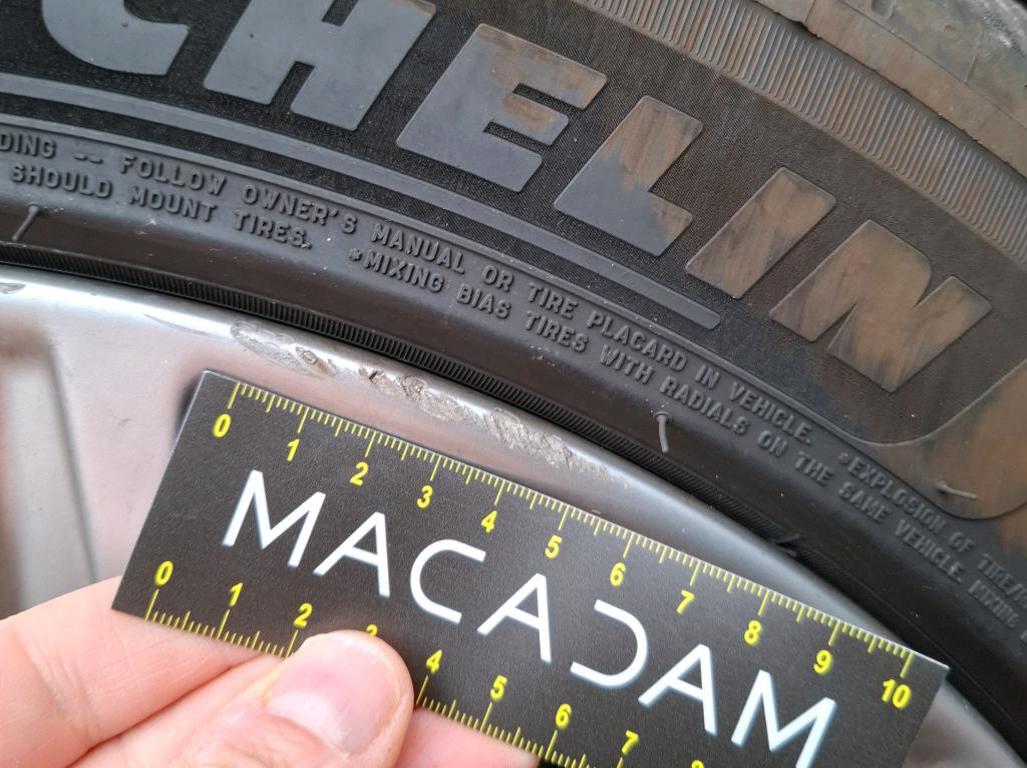 CHELIN
DING -- FOLLOW OWNER'S MANUAL OR TIRE PLACARD IN VEHICLE. *EXPLOSION OF TIRE/
SHOULD MOUNT TIRES. *MIXING BIAS TIRES WITH RADIALS ON THE SAME VEHICLE. MIXING
0 1 2 3 4 5 6 7 8 9 10
MACADAM
0 1 2 3 4 5 6 7 8